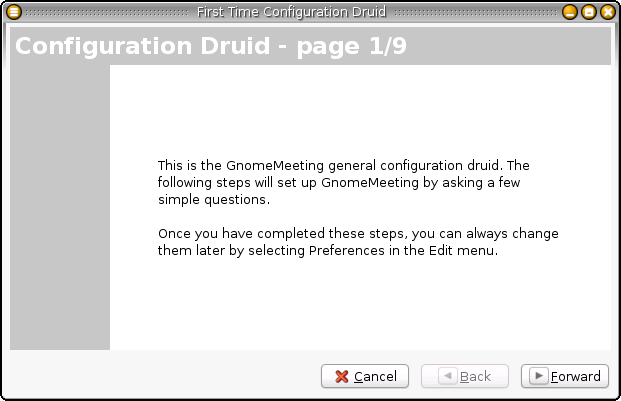 First Time Configuration Druid
Configuration Druid - page 1/9
This is the GnomeMeeting general configuration druid. The
following steps will set up GnomeMeeting by asking a few
simple questions.
Once you have completed these steps, you can always change
them later by selecting Preferences in the Edit menu.
Cancel
Back
Forward